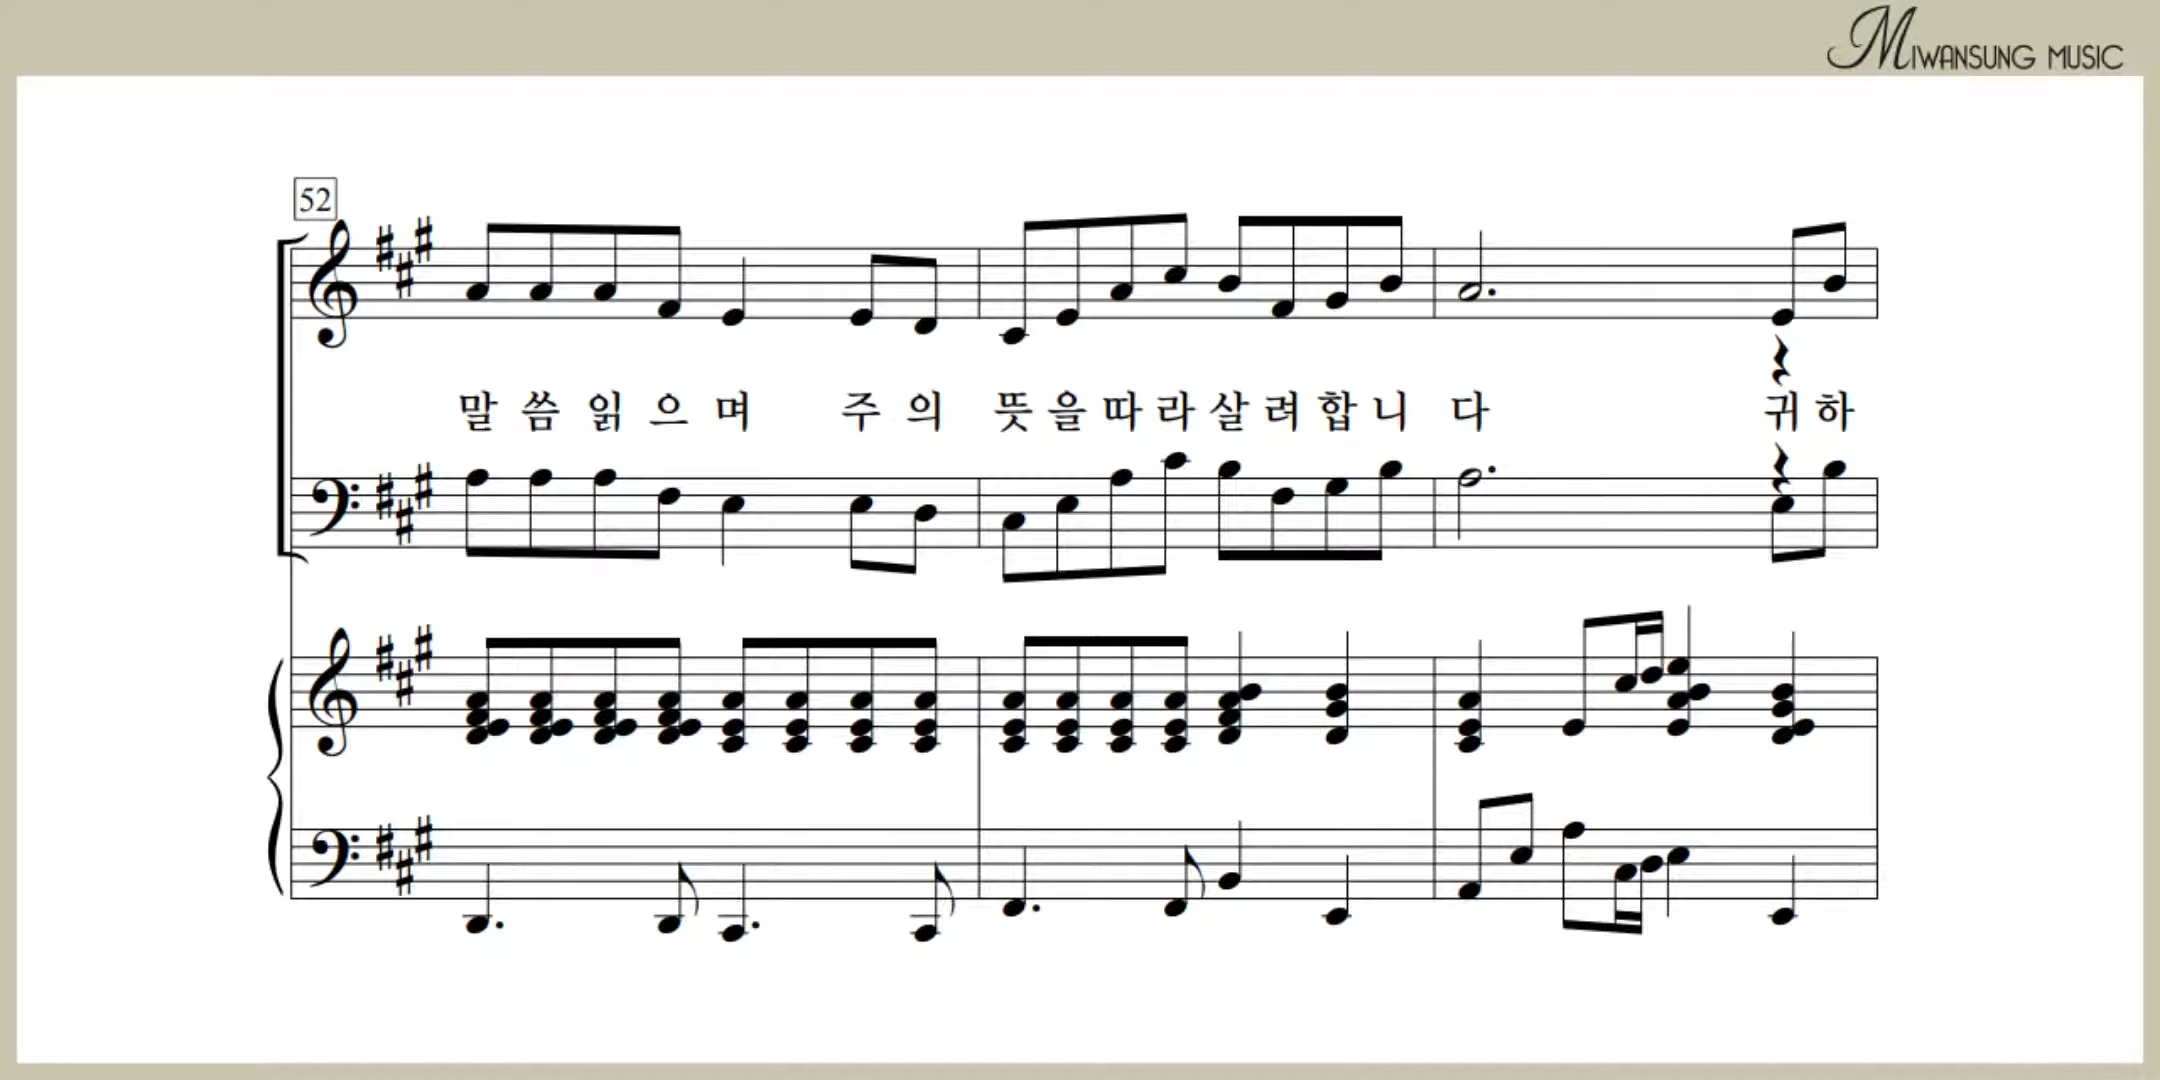 MIWANSUNG MUSIC
52
말 씀 읽 으 며 주 의 뜻 을 따 라 살 려 합 니 다 귀 하